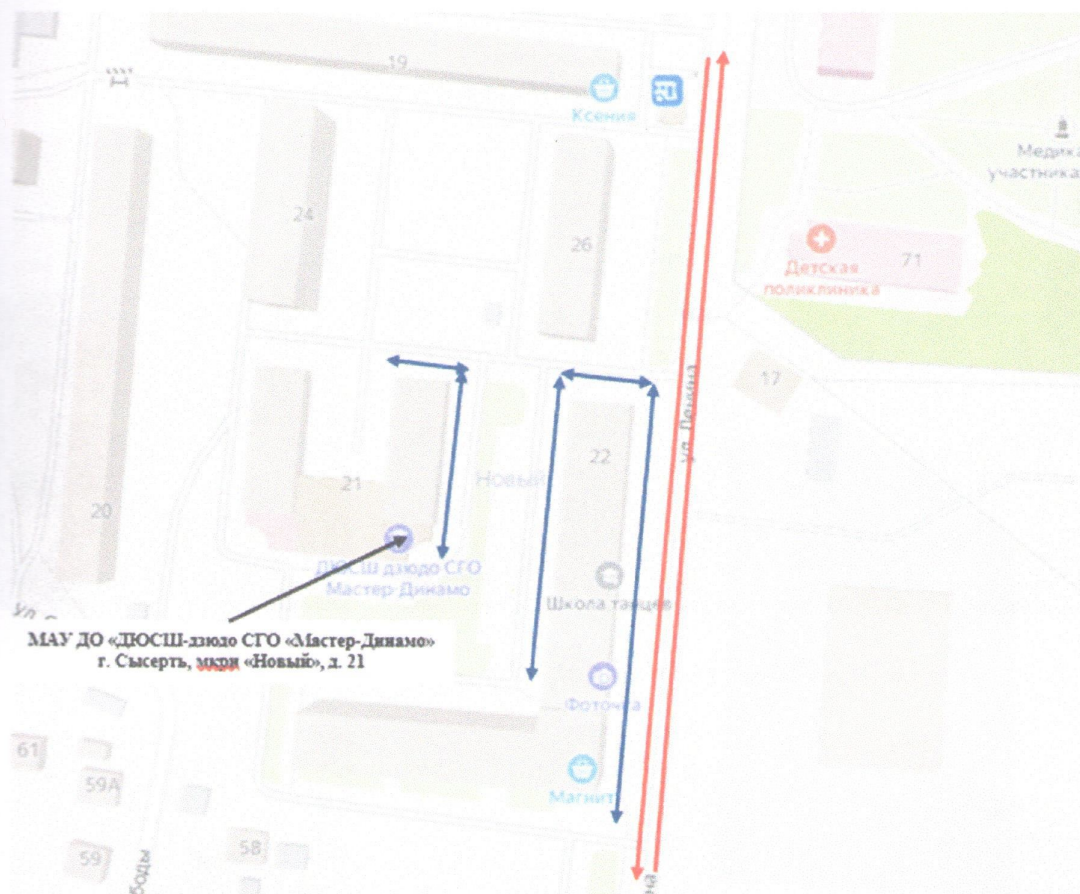 19
Ксения
Медика
участника
24
26
Детская
поликлиника
71
ул. Ленина
17
22
21
Новый
20
ДЮСШ дзюдо СГО
Мастер-Динамо
Школа танцев
МАУ ДО «ДЮСШ-дзюдо СГО «Мастер-Динамо»
г. Сысерть, мкрн «Новый», д. 21
Фоточка
61
59А
Магнит
58
59
боды
на